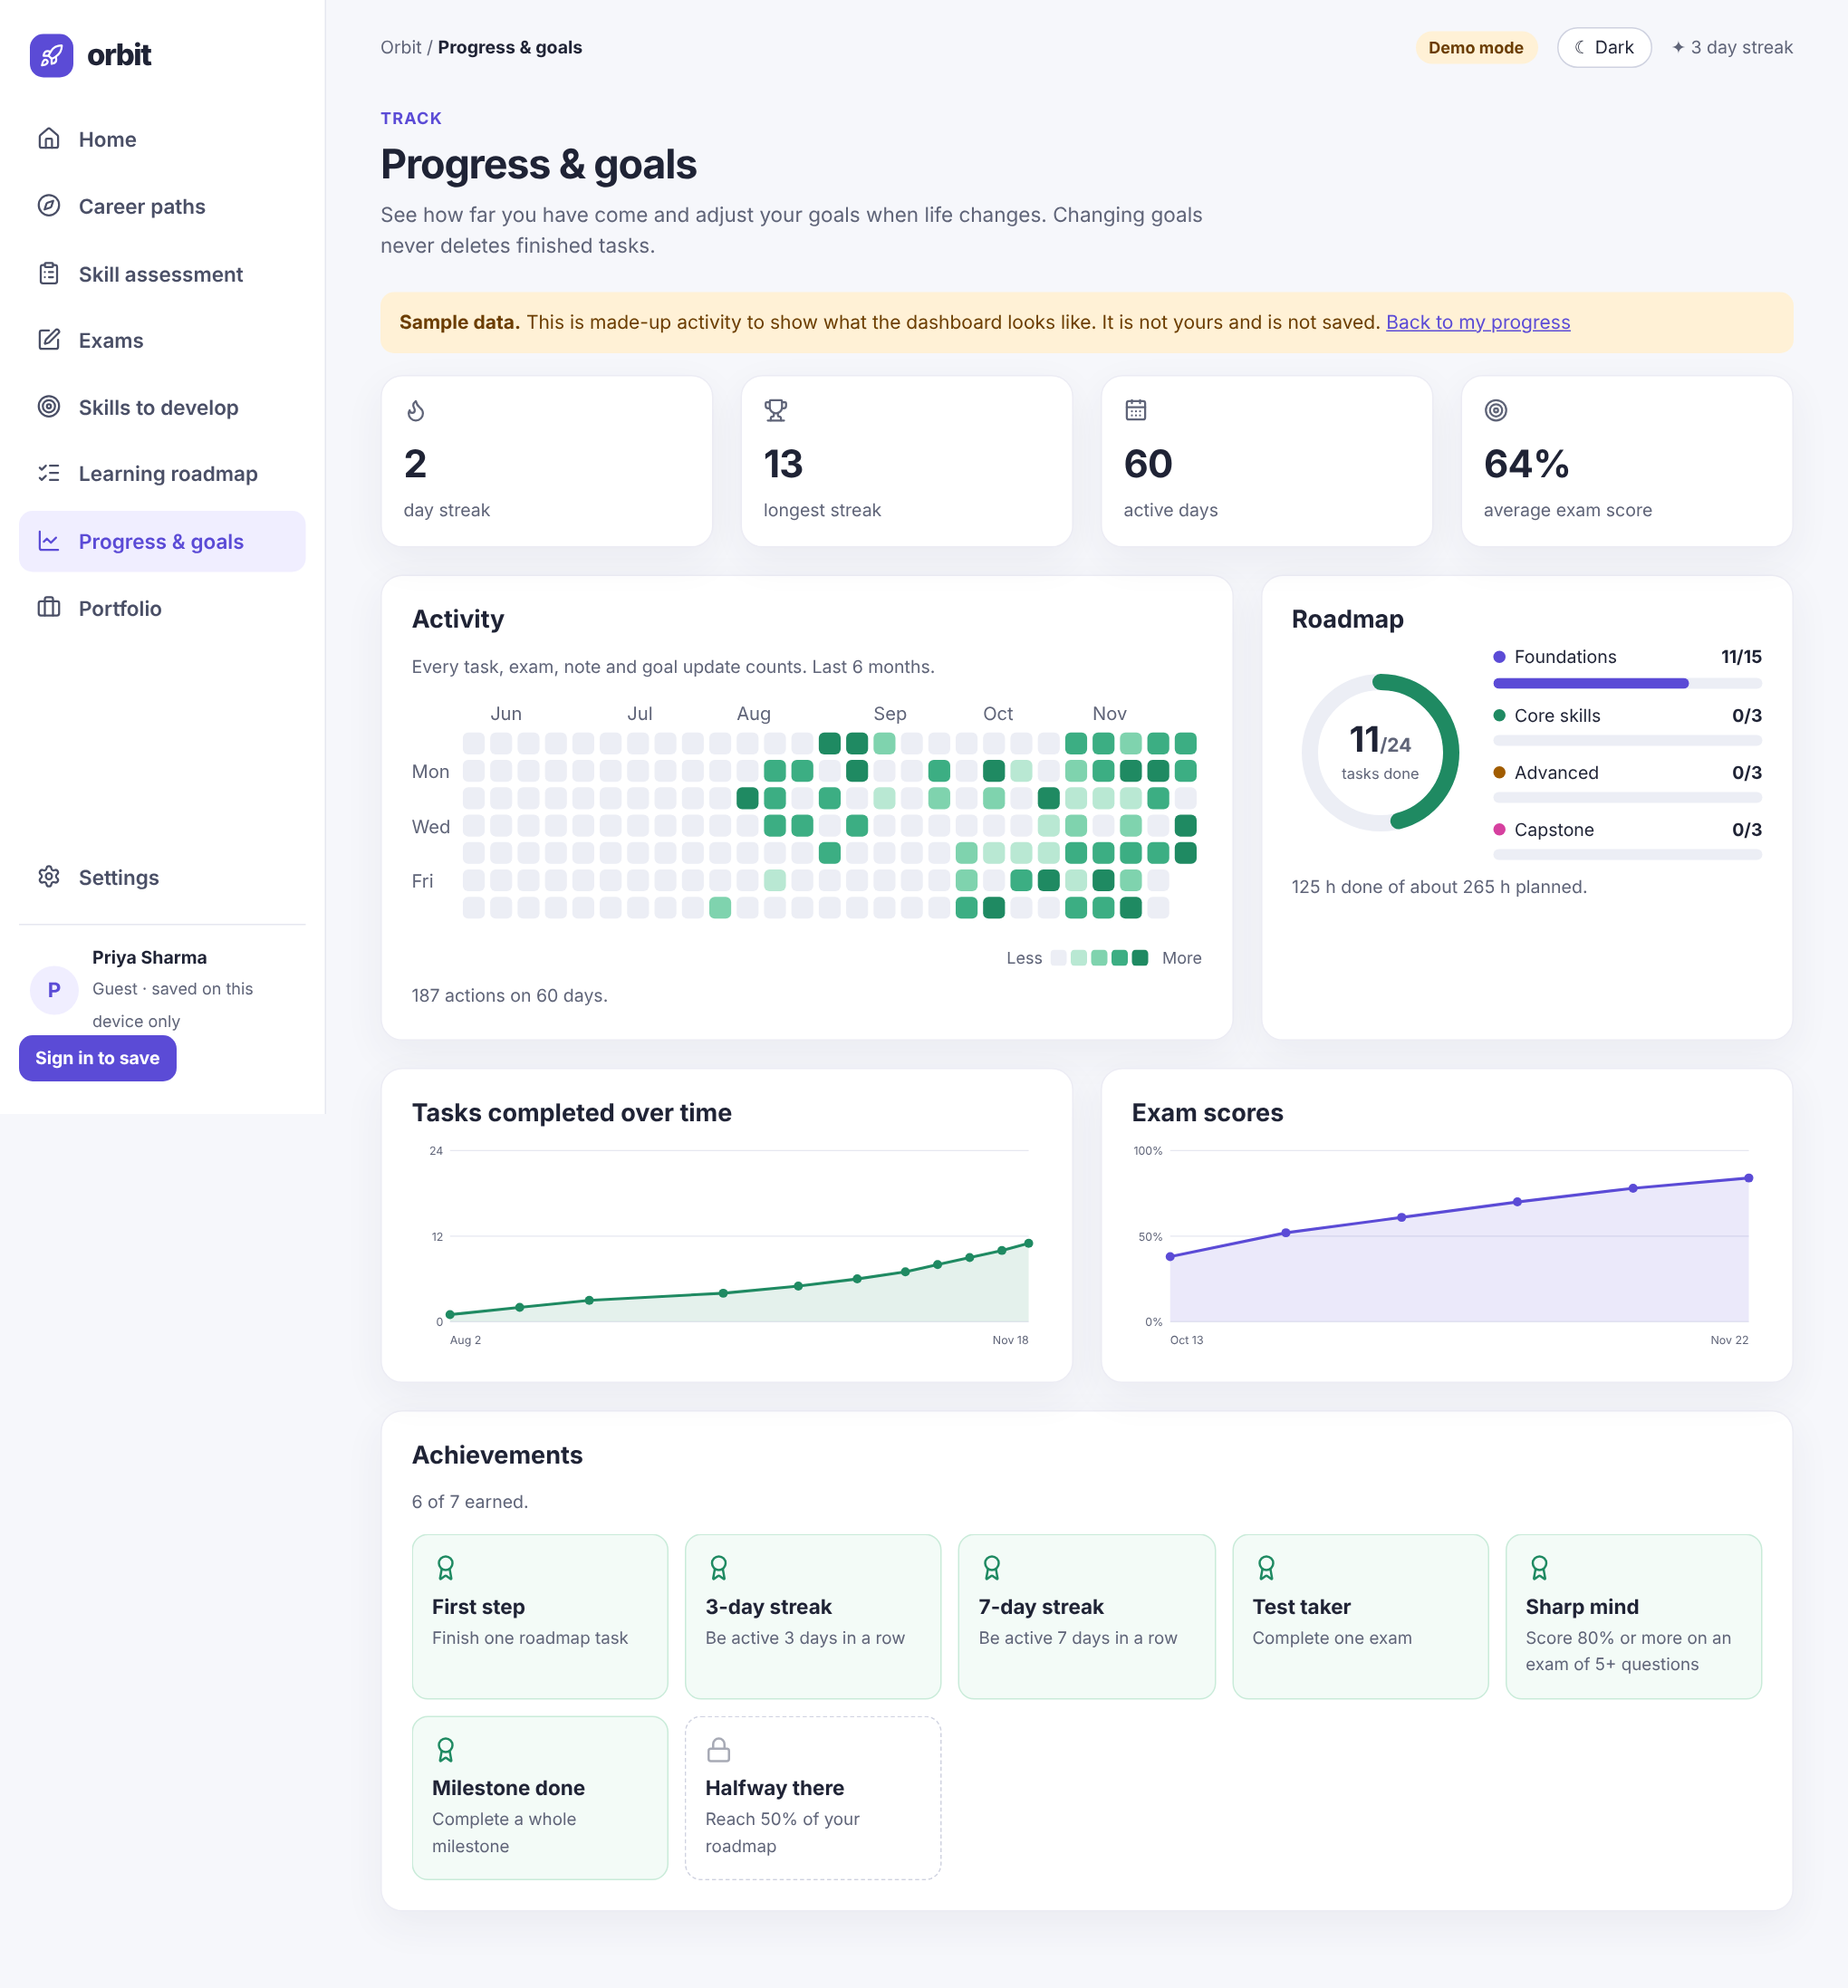 orbit
Home
Career paths
Skill assessment
Exams
Skills to develop
Learning roadmap
Progress & goals
Portfolio
Settings
Priya Sharma
P
Guest · saved on this
device only
Sign in to save
Orbit / Progress & goals
Demo mode
☾ Dark
✦ 3 day streak
TRACK
Progress & goals
See how far you have come and adjust your goals when life changes. Changing goals
never deletes finished tasks.
Sample data. This is made-up activity to show what the dashboard looks like. It is not yours and is not saved. Back to my progress
2
day streak
13
longest streak
60
active days
64%
average exam score
Activity
Every task, exam, note and goal update counts. Last 6 months.
Jun Jul Aug Sep Oct Nov
Mon
Wed
Fri
Less More
187 actions on 60 days.
Roadmap
11/24
tasks done
Foundations 11/15
Core skills 0/3
Advanced 0/3
Capstone 0/3
125 h done of about 265 h planned.
Tasks completed over time
24
12
0
Aug 2 Nov 18
Exam scores
100%
50%
0%
Oct 13 Nov 22
Achievements
6 of 7 earned.
First step
Finish one roadmap task
3-day streak
Be active 3 days in a row
7-day streak
Be active 7 days in a row
Test taker
Complete one exam
Sharp mind
Score 80% or more on an
exam of 5+ questions
Milestone done
Complete a whole
milestone
Halfway there
Reach 50% of your
roadmap